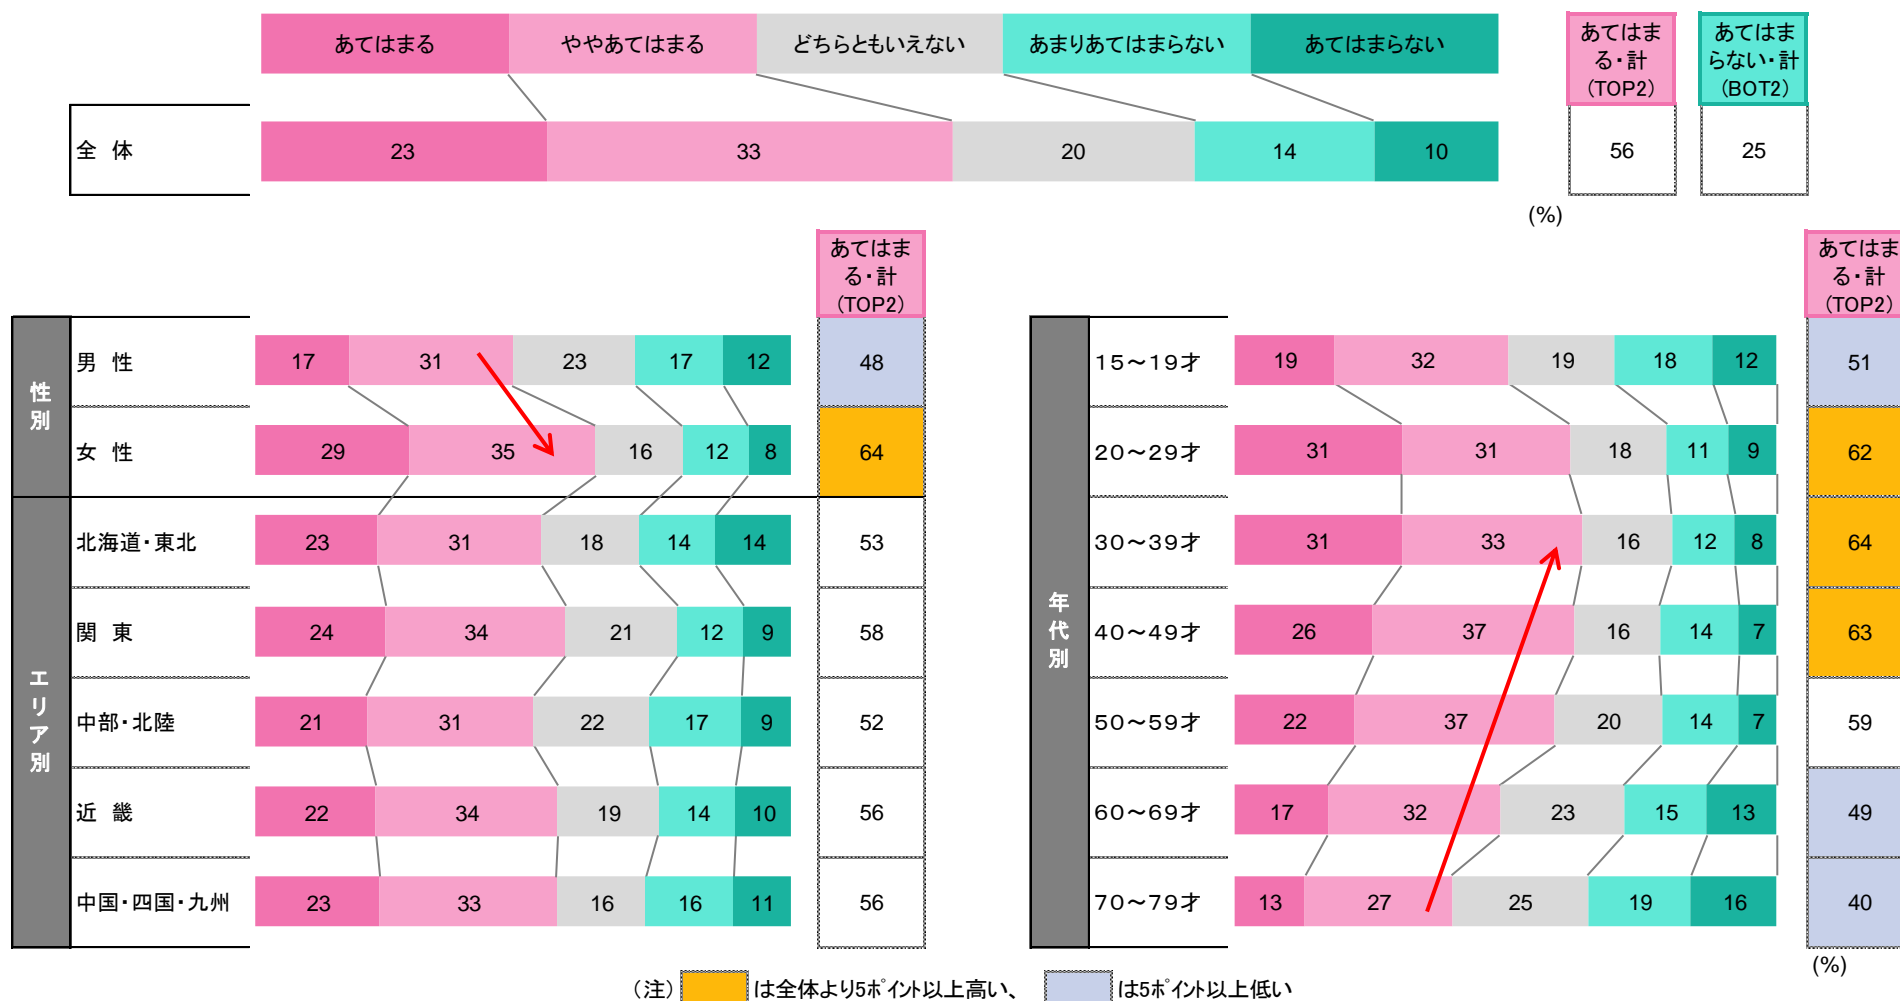 あてはまる ややあてはまる どちらともいえない あまりあてはまらない あてはまらない
あてはま
る・計
(TOP2)
あてはま
らない・計
(BOT2)
全 体 23 33 20 14 10 56 25
(%)
あてはま
る・計
(TOP2)
性別
男 性 17 31 23 17 12 48
女 性 29 35 16 12 8 64
エリア別
北海道・東北 23 31 18 14 14 53
関 東 24 34 21 12 9 58
中部・北陸 21 31 22 17 9 52
近 畿 22 34 19 14 10 56
中国・四国・九州 23 33 16 16 11 56
あてはま
る・計
(TOP2)
年代別
15～19才 19 32 19 18 12 51
20～29才 31 31 18 11 9 62
30～39才 31 33 16 12 8 64
40～49才 26 37 16 14 7 63
50～59才 22 37 20 14 7 59
60～69才 17 32 23 15 13 49
70～79才 13 27 25 19 16 40
(%)
(注) は全体より5ﾎﾟｲﾝﾄ以上高い、 は5ﾎﾟｲﾝﾄ以上低い